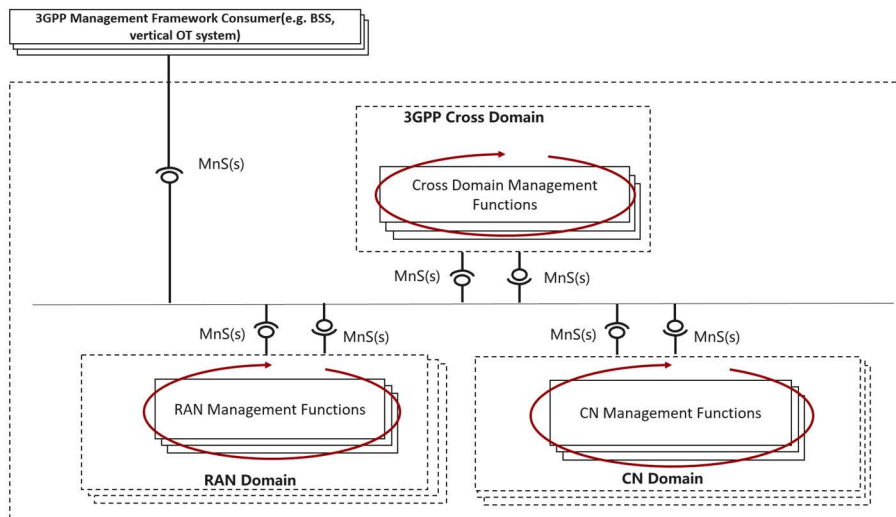 3GPP Management Framework Consumer(e.g. BSS,
vertical OT system)
MnS(s)
3GPP Cross Domain
Cross Domain Management
Functions
MnS(s)
MnS(s)
MnS(s)
MnS(s)
MnS(s)
MnS(s)
RAN Management Functions
RAN Domain
CN Management Functions
CN Domain